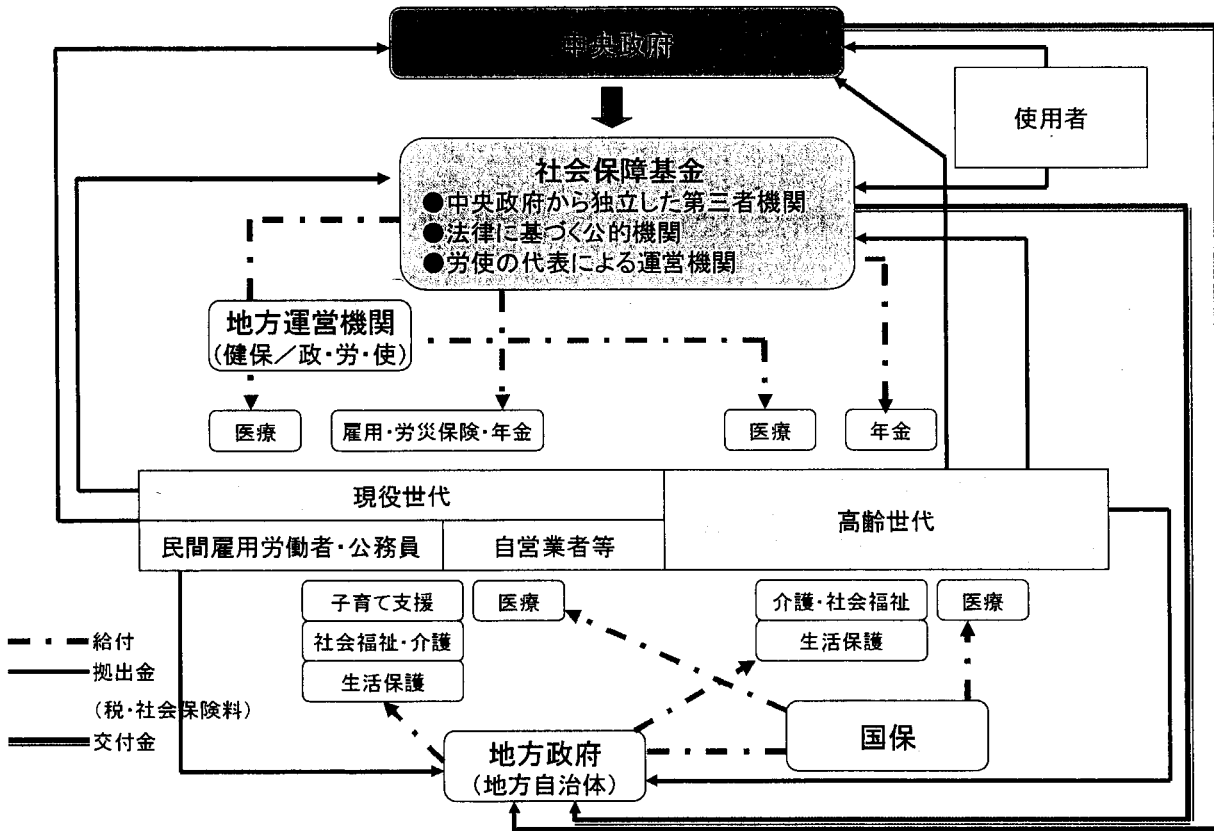 中央政府
使用者
社会保障基金
●中央政府から独立した第三者機関
●法律に基づく公的機関
●労使の代表による運営機関
地方運営機関
(健保／政・労・使)
医療
雇用・労災保険・年金
医療
年金
現役世代
高齢世代
民間雇用労働者・公務員
自営業者等
子育て支援
医療
介護・社会福祉
医療
社会福祉・介護
生活保護
生活保護
給付
拠出金
(税・社会保険料)
交付金
国保
地方政府
(地方自治体)